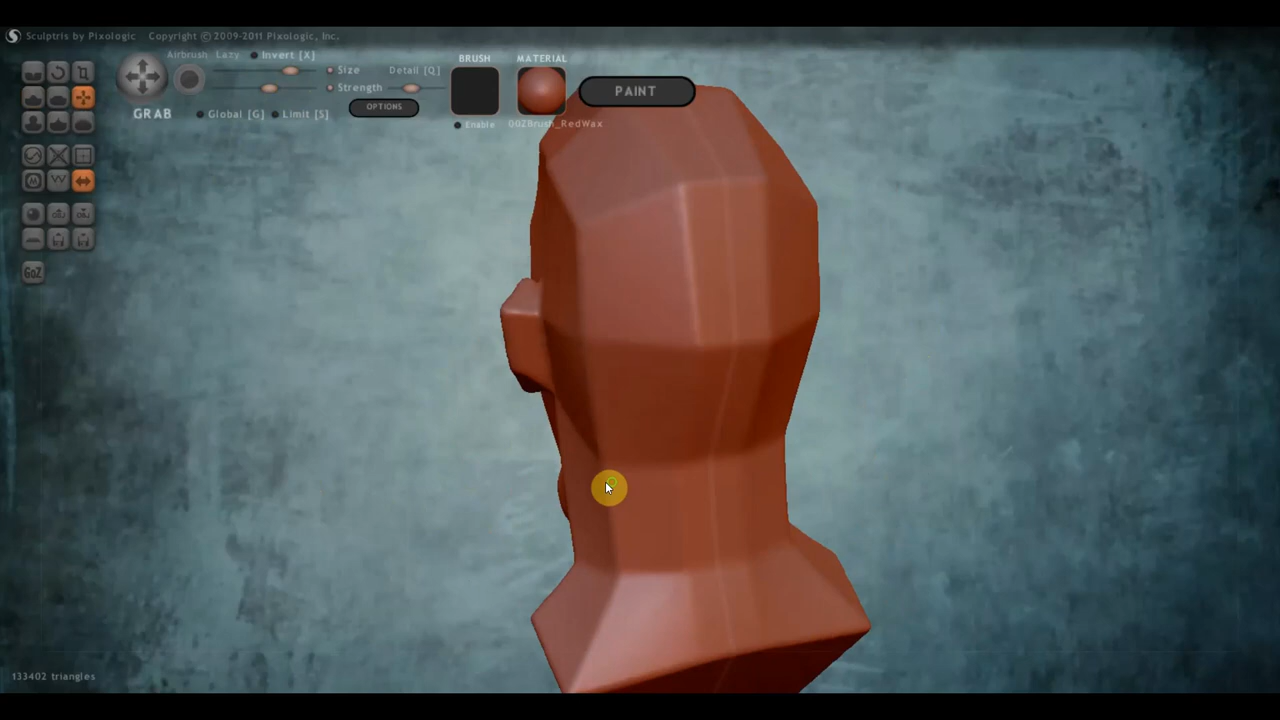 Sculptris by Pixologic Copyright © 2009-2011 Pixologic, Inc.
Airbrush Lazy Invert [X]
Size Detail [Q]
Strength
GRAB Global [G] Limit [S]
OPTIONS
BRUSH
Enable
MATERIAL
00ZBrush_RedWax
PAINT
GoZ
133402 triangles